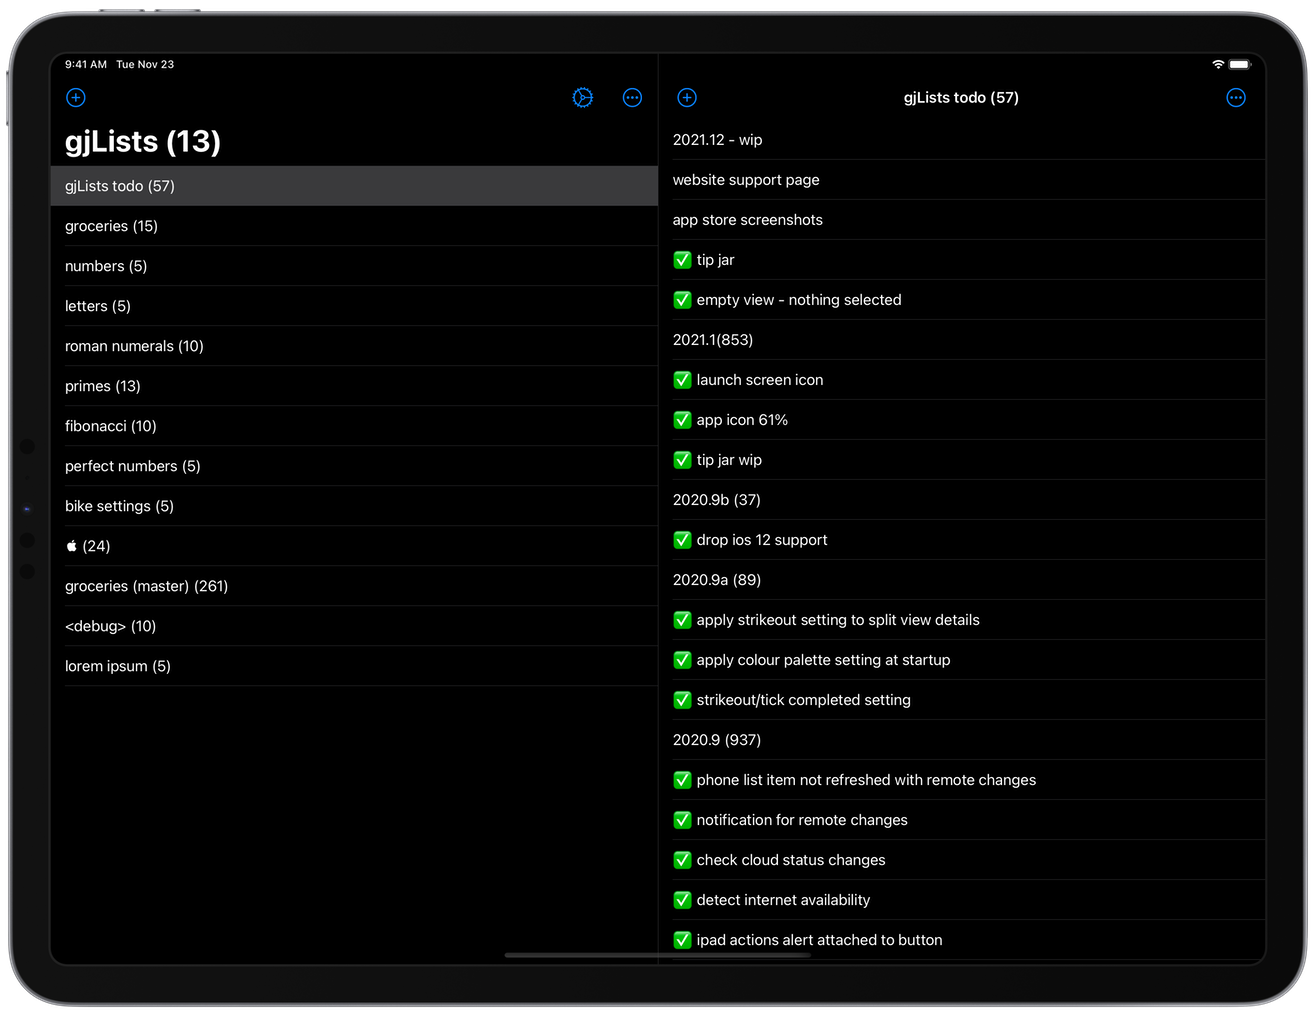 9:41 AM Tue Nov 23
gjLists (13)
gjLists todo (57)
groceries (15)
numbers (5)
letters (5)
roman numerals (10)
primes (13)
fibonacci (10)
perfect numbers (5)
bike settings (5)
(24)
groceries (master) (261)
<debug> (10)
lorem ipsum (5)
gjLists todo (57)
2021.12 - wip
website support page
app store screenshots
✅ tip jar
✅ empty view - nothing selected
2021.1(853)
✅ launch screen icon
✅ app icon 61%
✅ tip jar wip
2020.9b (37)
✅ drop ios 12 support
2020.9a (89)
✅ apply strikeout setting to split view details
✅ apply colour palette setting at startup
✅ strikeout/tick completed setting
2020.9 (937)
✅ phone list item not refreshed with remote changes
✅ notification for remote changes
✅ check cloud status changes
✅ detect internet availability
✅ ipad actions alert attached to button